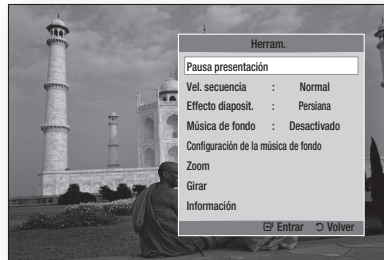 Herram.
Pausa presentación
Vel. secuencia : Normal
Effecto diaposit. : Persiana
Música de fondo : Desactivado
Configuración de la música de fondo
Zoom
Girar
Información
Entrar Volver